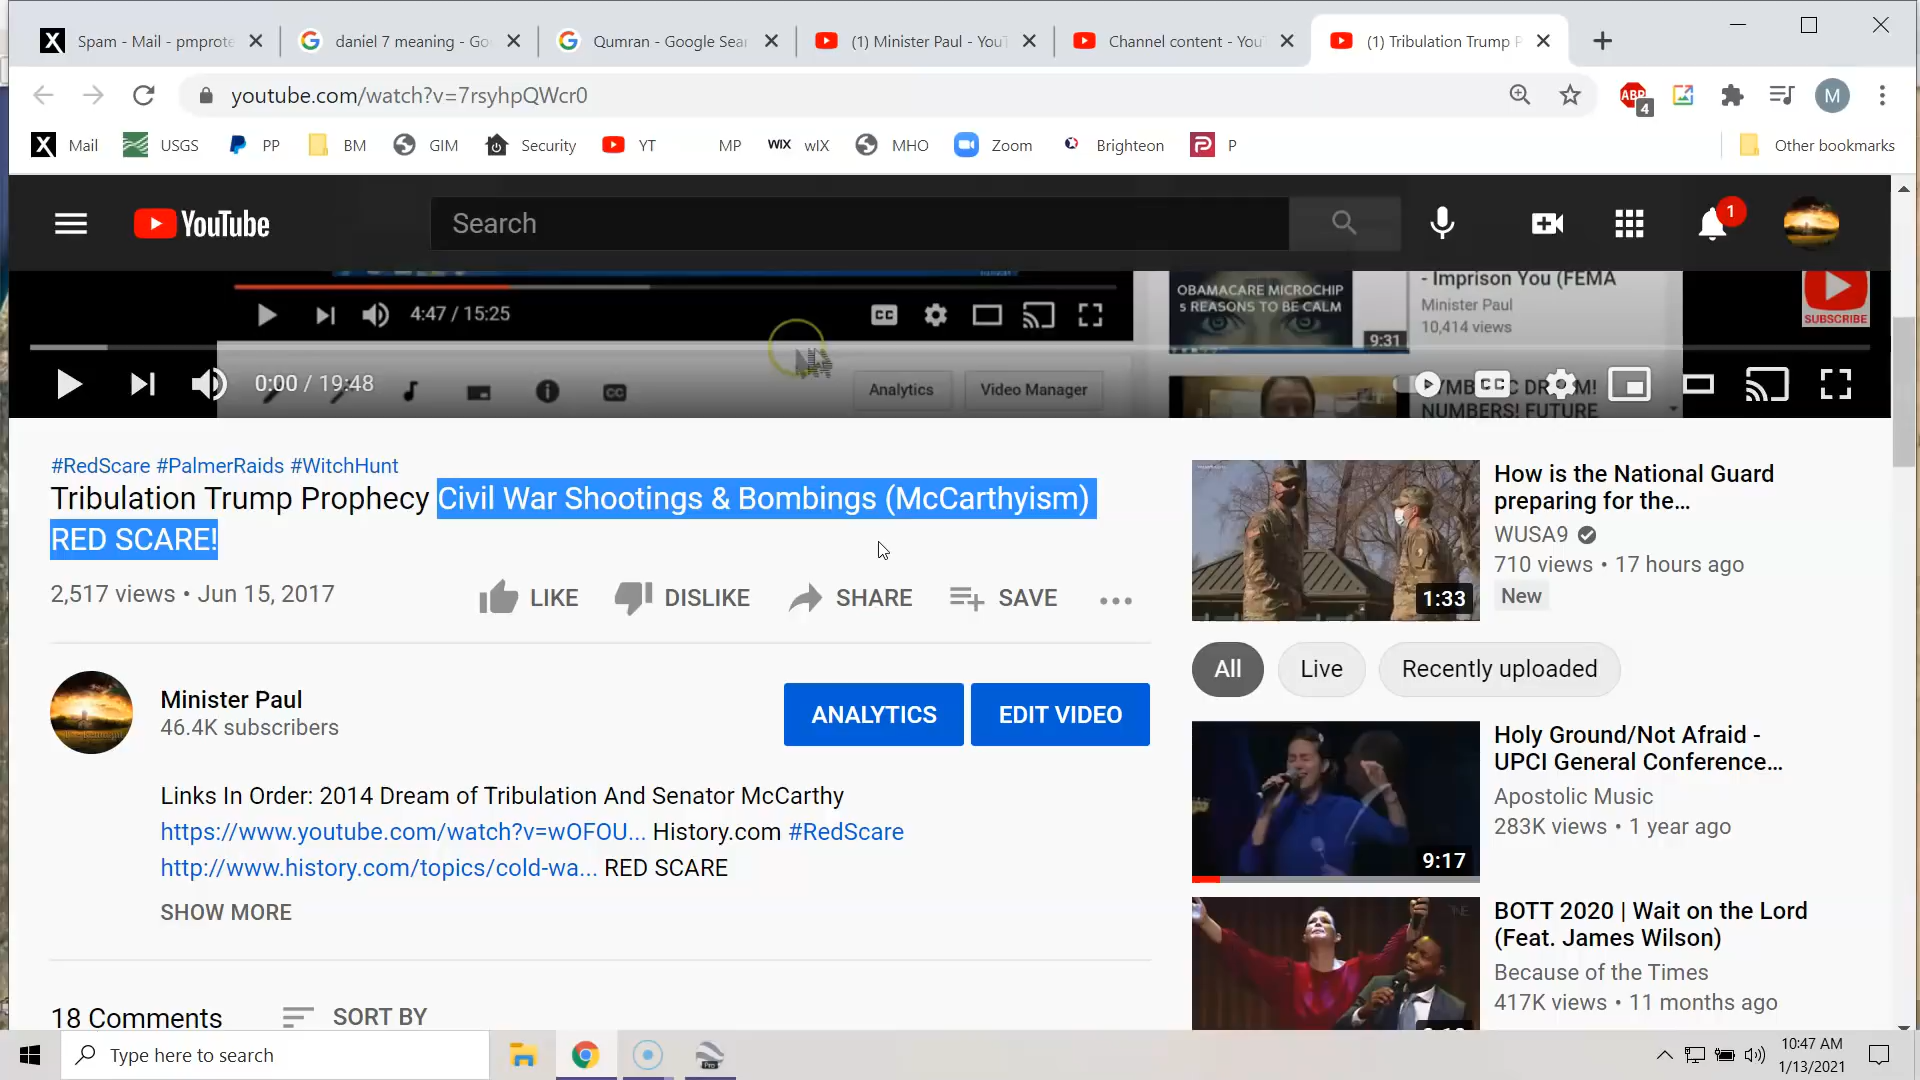 Spam - Mail - pmprote
daniel 7 meaning - Go
Qumran - Google Sear
(1) Minister Paul - YouT
Channel content - YouT
(1) Tribulation Trump P
youtube.com/watch?v=7rsyhpQWcr0
ABP
4
M
Mail
USGS
PP
BM
GIM
Security
YT
MP
WIX wIX
MHO
Zoom
Brighteon
P
Other bookmarks
YouTube
Search
1
4:47 / 15:25
CC
OBAMACARE MICROCHIP
5 REASONS TO BE CALM
9:31
- Imprison You (FEMA
Minister Paul
10,414 views
SUBSCRIBE
0:00 / 19:48
CC
Analytics
Video Manager
CC
NUMBERS! FUTURE
#RedScare #PalmerRaids #WitchHunt
Tribulation Trump Prophecy Civil War Shootings & Bombings (McCarthyism)
RED SCARE!
2,517 views • Jun 15, 2017
LIKE
DISLIKE
SHARE
SAVE
Minister Paul
46.4K subscribers
ANALYTICS
EDIT VIDEO
Links In Order: 2014 Dream of Tribulation And Senator McCarthy
https://www.youtube.com/watch?v=wOFOU... History.com #RedScare
http://www.history.com/topics/cold-wa... RED SCARE
SHOW MORE
18 Comments
SORT BY
1:33
How is the National Guard
preparing for the...
WUSA9
710 views • 17 hours ago
New
All
Live
Recently uploaded
9:17
Holy Ground/Not Afraid -
UPCI General Conference...
Apostolic Music
283K views • 1 year ago
BOTT 2020 | Wait on the Lord
(Feat. James Wilson)
Because of the Times
417K views • 11 months ago
Type here to search
10:47 AM
1/13/2021